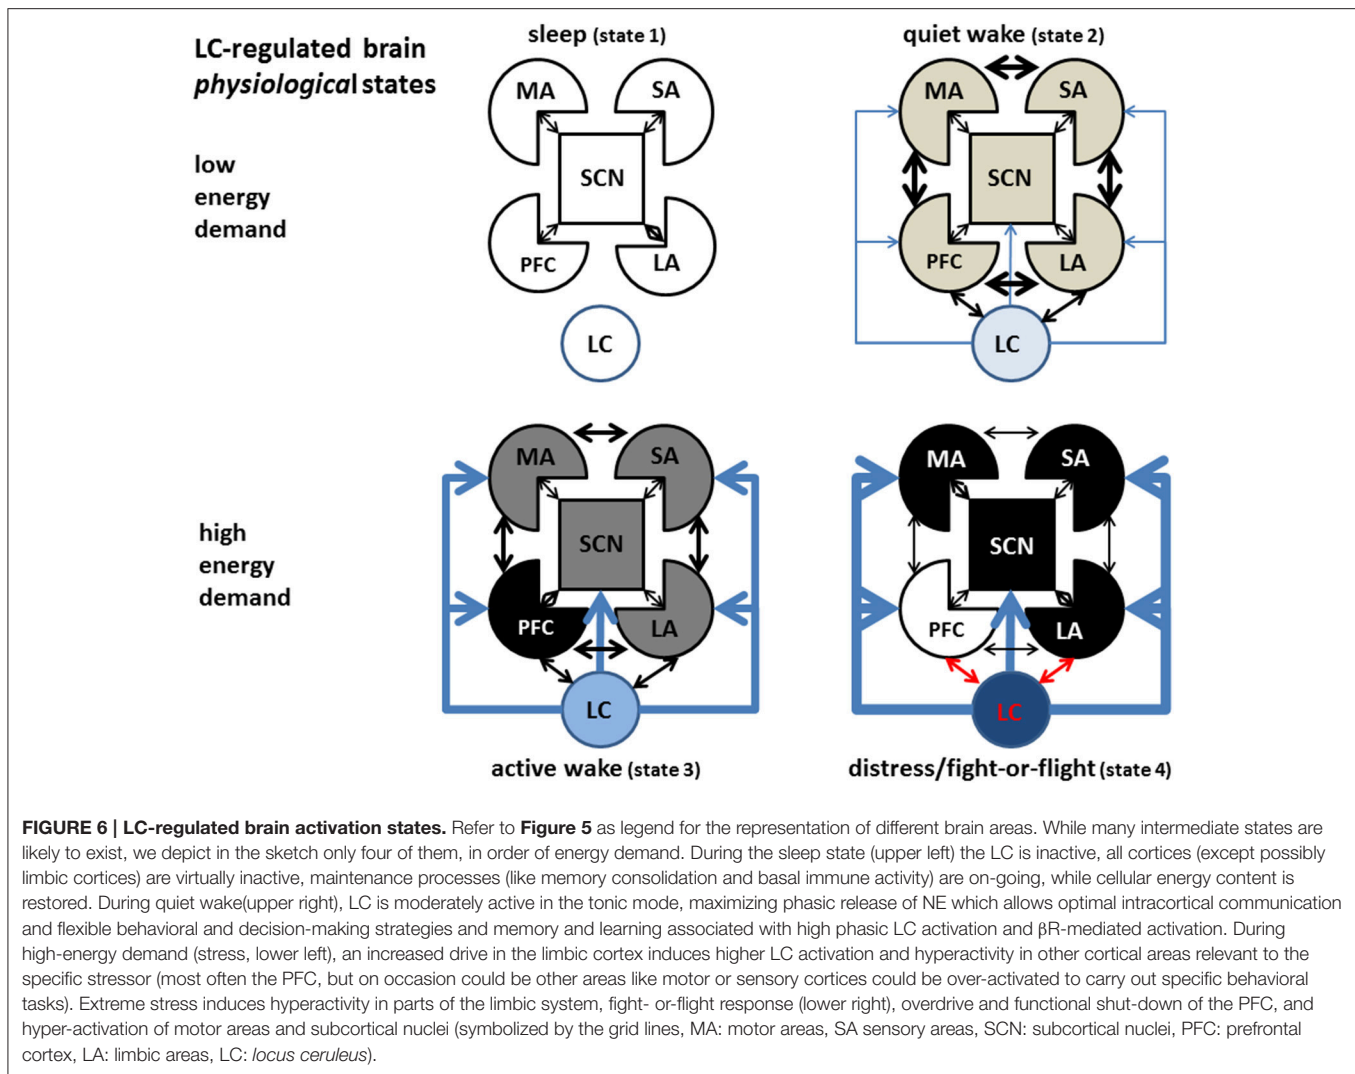 LC-regulated brain
physiological states
sleep (state 1)
quiet wake (state 2)
low
energy
demand
MA
SA
SCN
PFC
LA
LC
MA
SA
SCN
PFC
LA
LC
high
energy
demand
MA
SA
SCN
PFC
LA
LC
MA
SA
SCN
PFC
LA
LC
active wake (state 3)
distress/fight-or-flight (state 4)
FIGURE 6 | LC-regulated brain activation states. Refer to Figure 5 as legend for the representation of different brain areas. While many intermediate states are
likely to exist, we depict in the sketch only four of them, in order of energy demand. During the sleep state (upper left) the LC is inactive, all cortices (except possibly
limbic cortices) are virtually inactive, maintenance processes (like memory consolidation and basal immune activity) are on-going, while cellular energy content is
restored. During quiet wake(upper right), LC is moderately active in the tonic mode, maximizing phasic release of NE which allows optimal intracortical communication
and flexible behavioral and decision-making strategies and memory and learning associated with high phasic LC activation and βR-mediated activation. During
high-energy demand (stress, lower left), an increased drive in the limbic cortex induces higher LC activation and hyperactivity in other cortical areas relevant to the
specific stressor (most often the PFC, but on occasion could be other areas like motor or sensory cortices could be over-activated to carry out specific behavioral
tasks). Extreme stress induces hyperactivity in parts of the limbic system, fight- or-flight response (lower right), overdrive and functional shut-down of the PFC, and
hyper-activation of motor areas and subcortical nuclei (symbolized by the grid lines, MA: motor areas, SA sensory areas, SCN: subcortical nuclei, PFC: prefrontal
cortex, LA: limbic areas, LC: locus ceruleus).